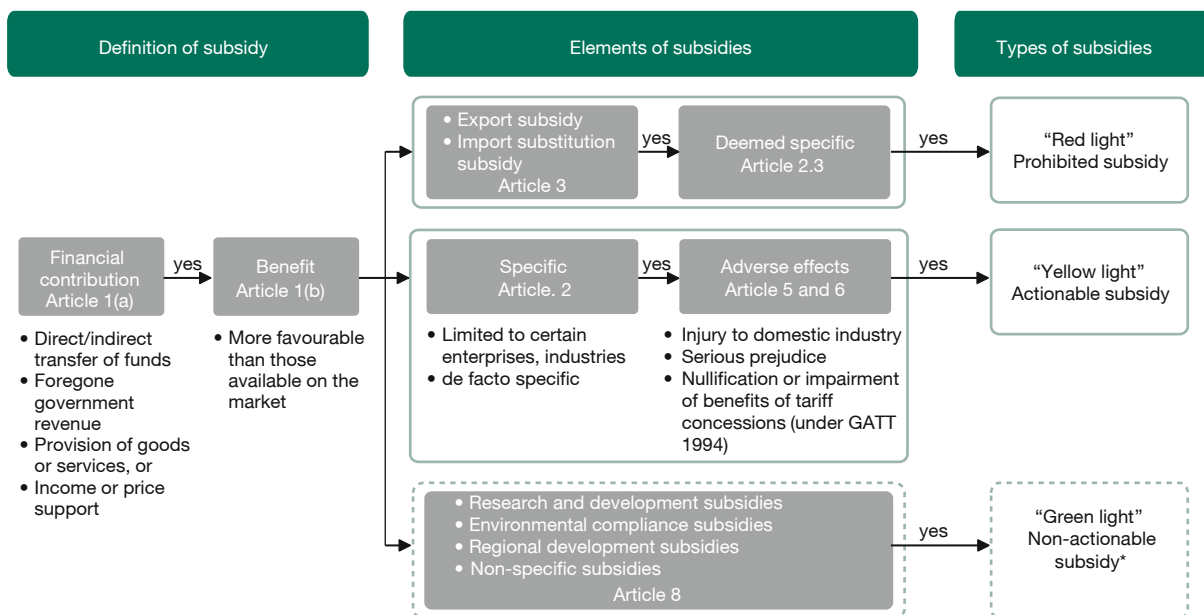 Definition of subsidy
Elements of subsidies
Types of subsidies
• Export subsidy
• Import substitution
subsidy
Article 3
yes
Deemed specific
Article 2.3
yes
“Red light”
Prohibited subsidy
Financial
contribution
Article 1(a)
yes
Benefit
Article 1(b)
• Direct/indirect
transfer of funds
• Foregone
government
revenue
• Provision of goods
or services, or
• Income or price
support
• More favourable
than those
available on the
market
Specific
Article. 2
yes
Adverse effects
Article 5 and 6
yes
“Yellow light”
Actionable subsidy
• Limited to certain
enterprises, industries
• de facto specific
• Injury to domestic industry
• Serious prejudice
• Nullification or impairment
of benefits of tariff
concessions (under GATT
1994)
• Research and development subsidies
• Environmental compliance subsidies
• Regional development subsidies
• Non-specific subsidies
Article 8
yes
“Green light”
Non-actionable
subsidy*